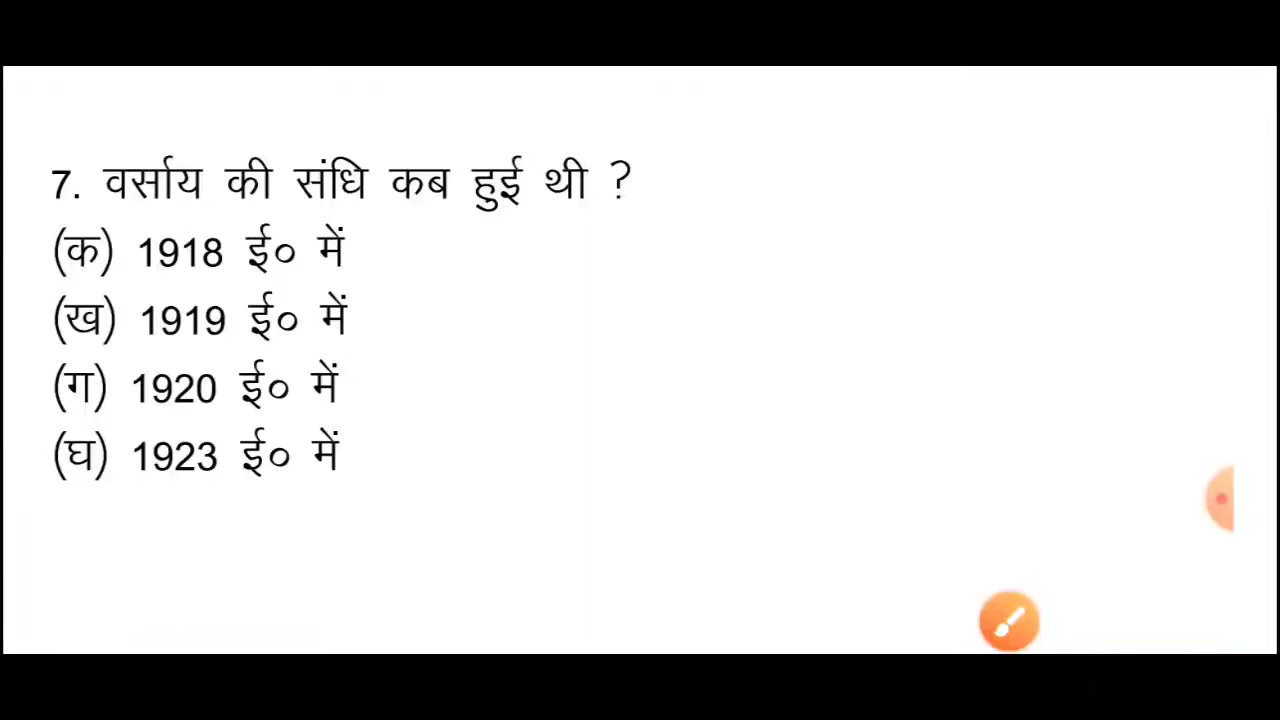 7. वर्साय की संधि कब हुई थी ?
(क) 1918 ई० में
(ख) 1919 ई० में
(ग) 1920 ई० में
(घ) 1923 ई० में